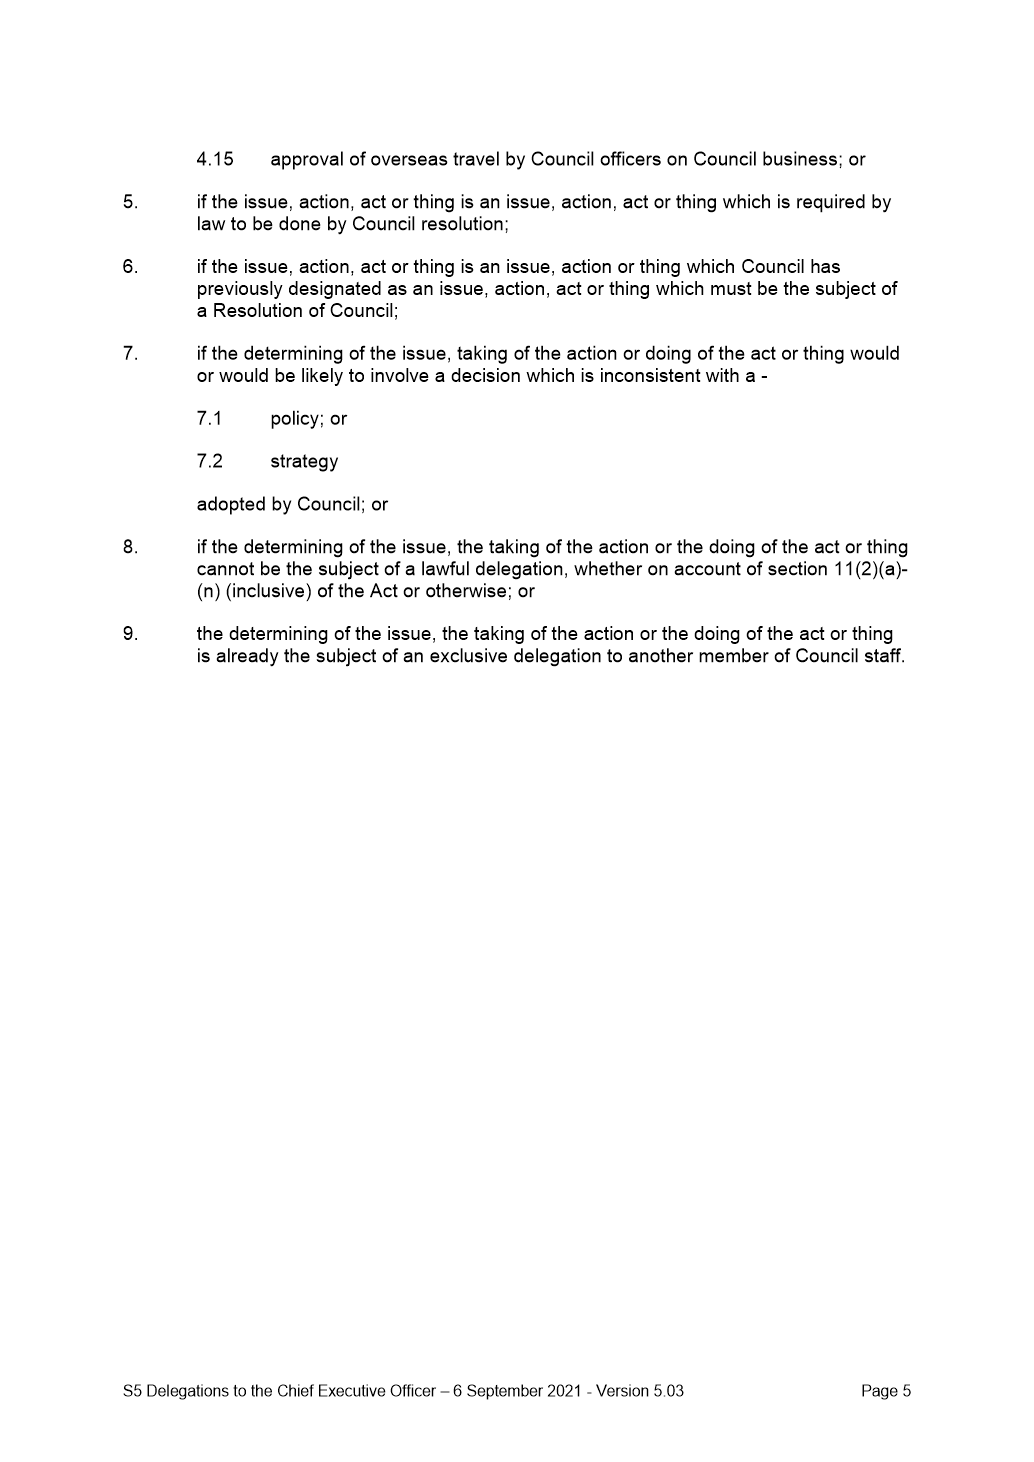 4.15 approval of overseas travel by Council officers on Council business; or
5. if the issue, action, act or thing is an issue, action, act or thing which is required by
law to be done by Council resolution;
6. if the issue, action, act or thing is an issue, action or thing which Council has
previously designated as an issue, action, act or thing which must be the subject of
a Resolution of Council;
7. if the determining of the issue, taking of the action or doing of the act or thing would
or would be likely to involve a decision which is inconsistent with a -
7.1 policy; or
7.2 strategy
adopted by Council; or
8. if the determining of the issue, the taking of the action or the doing of the act or thing
cannot be the subject of a lawful delegation, whether on account of section 11(2)(a)-
(n) (inclusive) of the Act or otherwise; or
9. the determining of the issue, the taking of the action or the doing of the act or thing
is already the subject of an exclusive delegation to another member of Council staff.
S5 Delegations to the Chief Executive Officer – 6 September 2021 - Version 5.03 Page 5